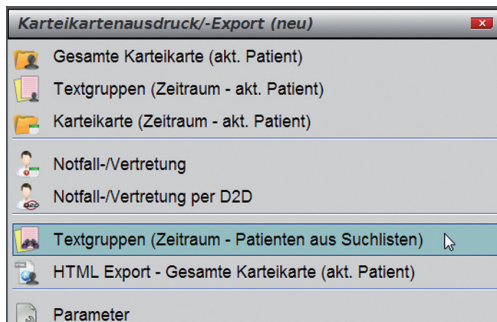 Karteikartenausdruck/-Export (neu)
Gesamte Karteikarte (akt. Patient)
Textgruppen (Zeitraum - akt. Patient)
Karteikarte (Zeitraum - akt. Patient)
Notfall-/Vertretung
Notfall-/Vertretung per D2D
Textgruppen (Zeitraum - Patienten aus Suchlisten)
HTML Export - Gesamte Karteikarte (akt. Patient)
Parameter